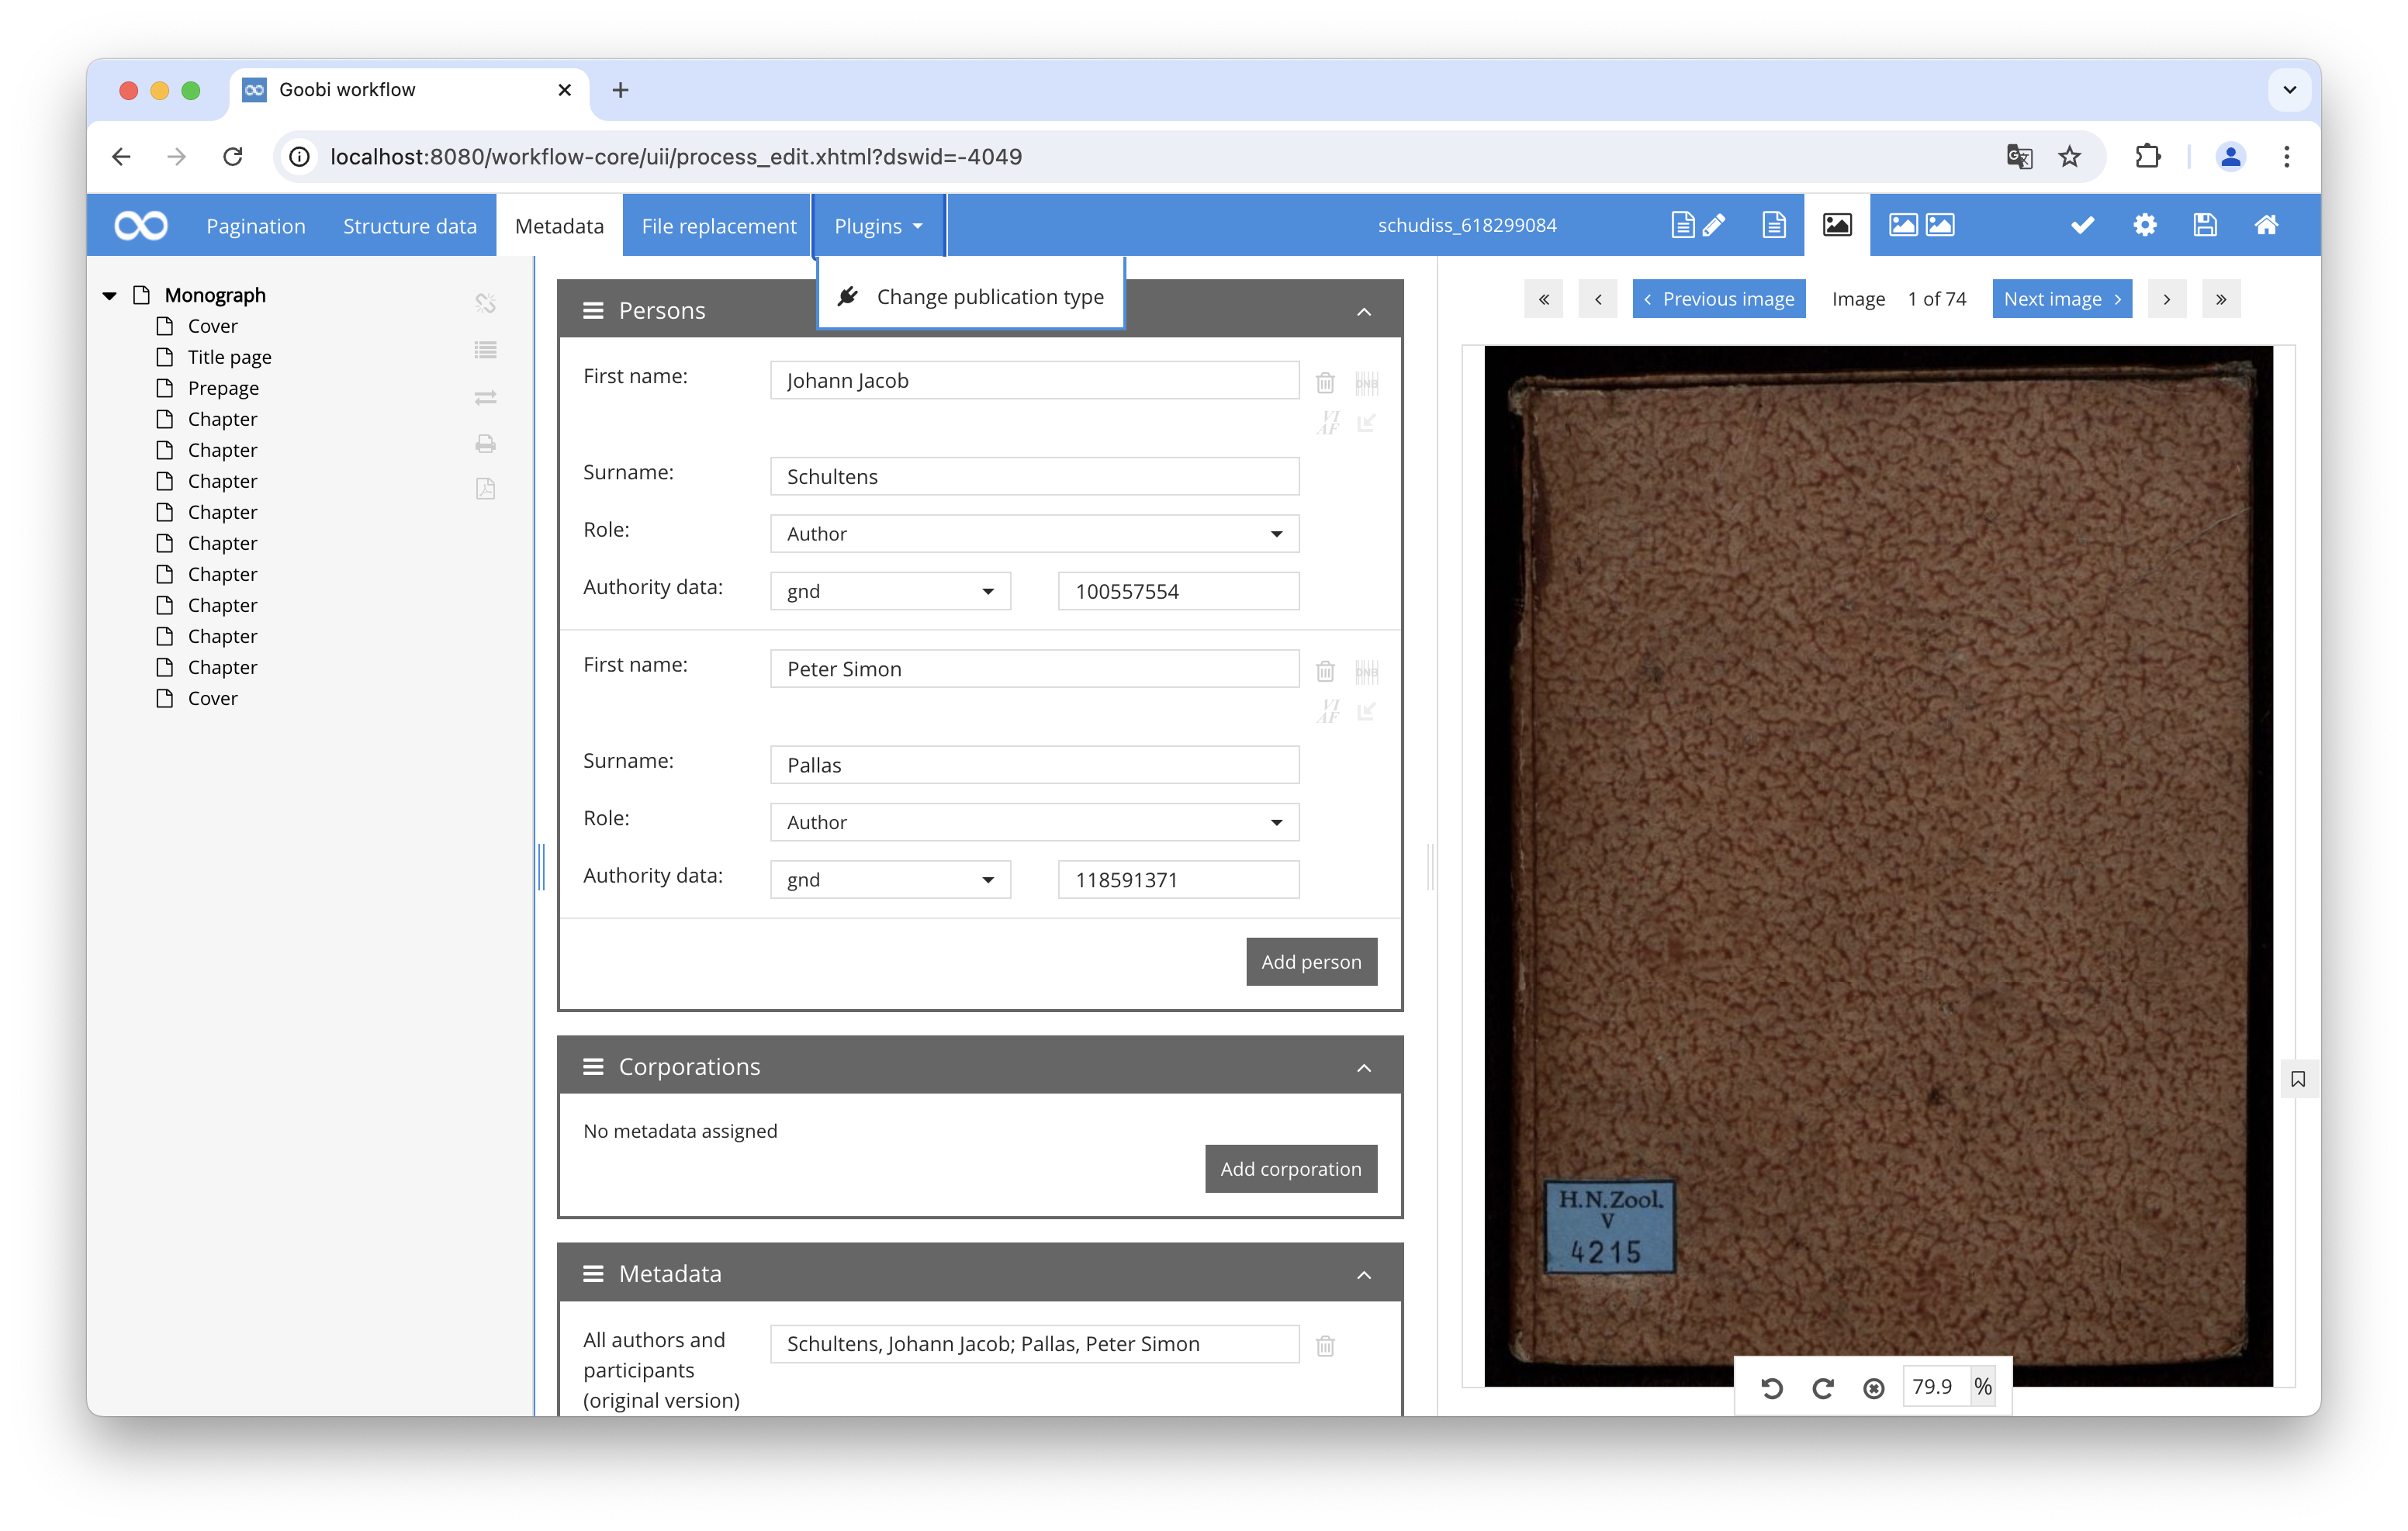 Goobi workflow
localhost:8080/workflow-core/uii/process_edit.xhtml?dswid=-4049
Pagination
Structure data
Metadata
File replacement
Plugins
schudiss_618299084
Change publication type
Monograph
Cover
Title page
Prepage
Chapter
Chapter
Chapter
Chapter
Chapter
Chapter
Chapter
Chapter
Chapter
Cover
Persons
First name:
Johann Jacob
DNB
VIAF
Surname:
Schultens
Role:
Author
Authority data:
gnd
100557554
First name:
Peter Simon
DNB
VIAF
Surname:
Pallas
Role:
Author
Authority data:
gnd
118591371
Add person
Corporations
No metadata assigned
Add corporation
Metadata
All authors and
participants
(original version)
Schultens, Johann Jacob; Pallas, Peter Simon
« ‹ ‹ Previous image Image 1 of 74 Next image › › »
H.N.Zool.
V
4215
79.9 %